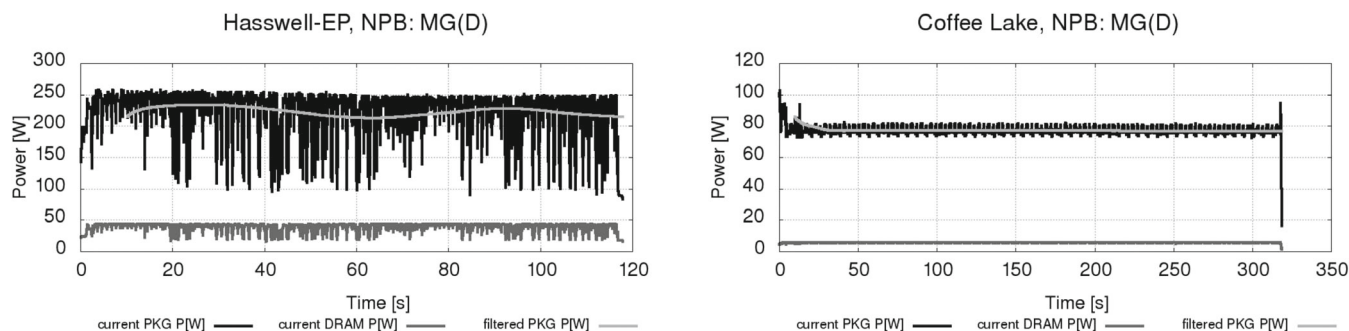 Hasswell-EP, NPB: MG(D)
Power [W]
300
250
200
150
100
50
0
0 20 40 60 80 100 120
Time [s]
current PKG P[W] current DRAM P[W] filtered PKG P[W]
Coffee Lake, NPB: MG(D)
Power [W]
120
100
80
60
40
20
0
0 50 100 150 200 250 300 350
Time [s]
current PKG P[W] current DRAM P[W] filtered PKG P[W]